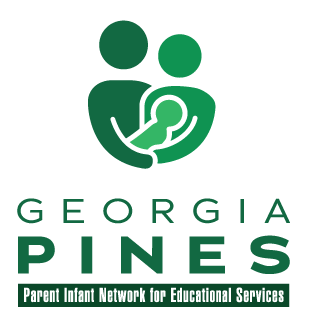 GEORGIA
PINES
Parent Infant Network for Educational Services